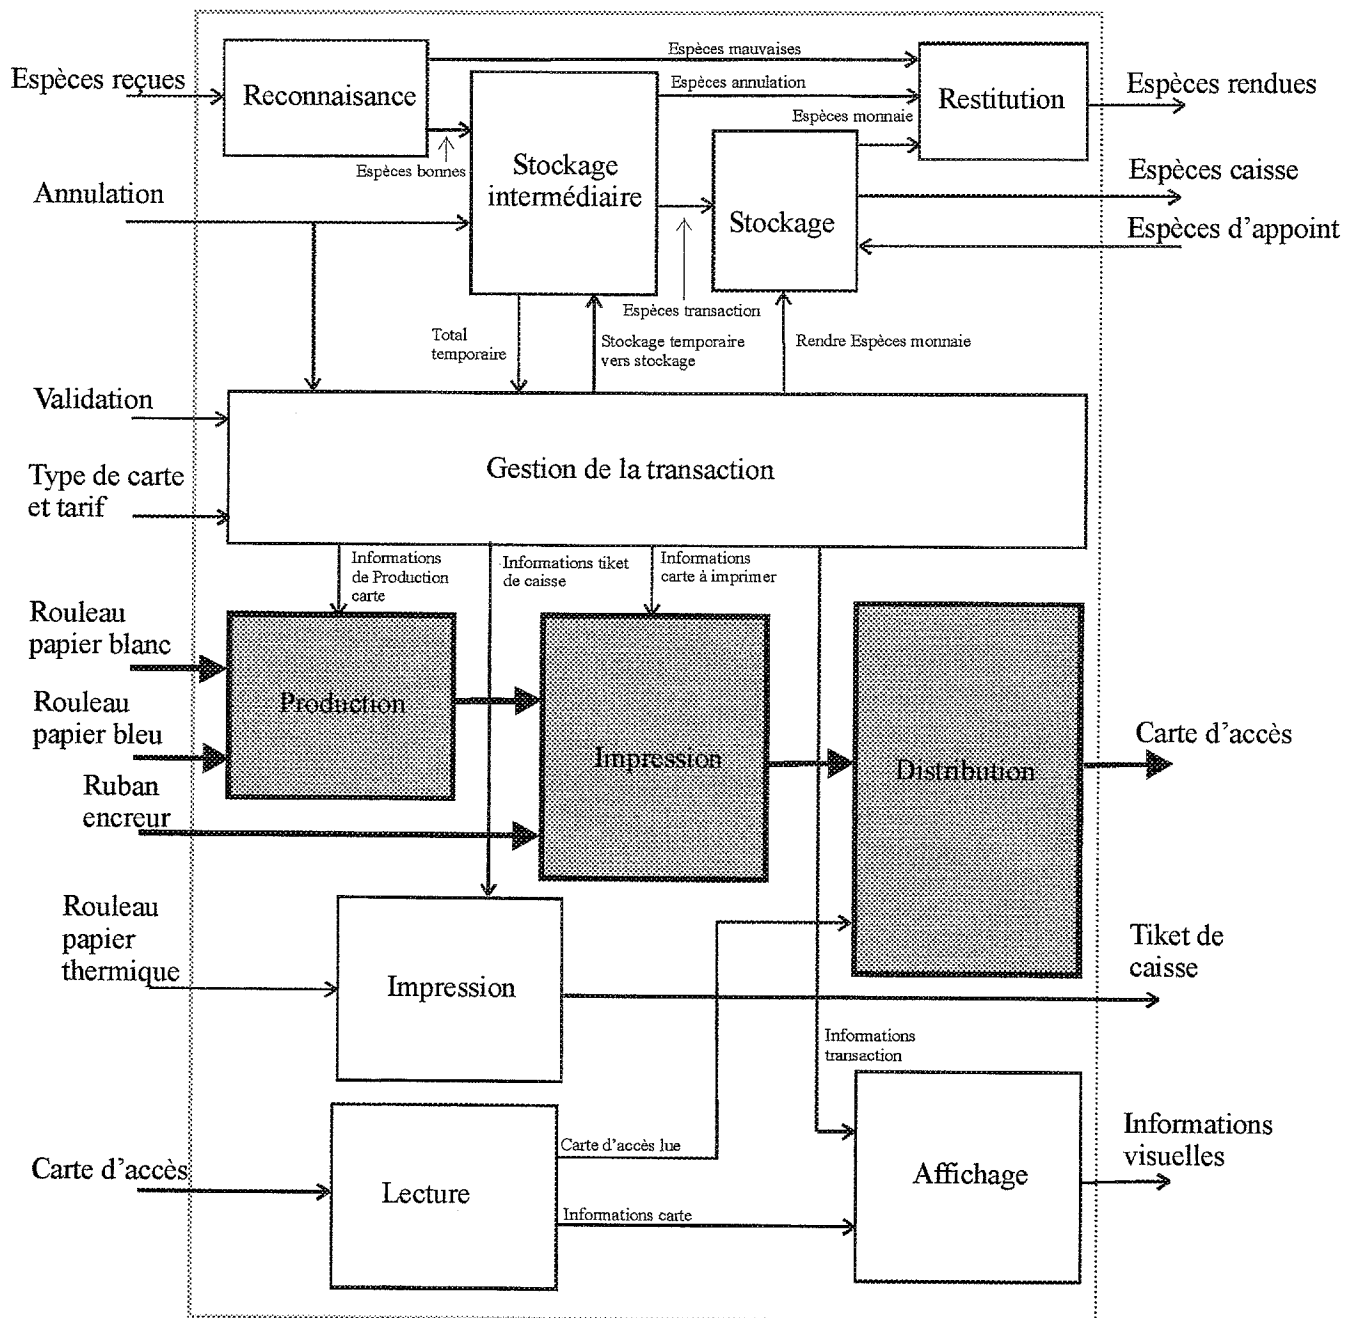 Espèces mauvaises
Espèces reçues
Reconnaisance
Espèces annulation
Restitution
Espèces rendues
Espèces monnaie
Espèces bonnes
Stockage
intermédiaire
Espèces caisse
Annulation
Stockage
Espèces d'appoint
Espèces transaction
Total
temporaire
Stockage temporaire
vers stockage
Rendre Espèces monnaie
Validation
Gestion de la transaction
Type de carte
et tarif
Informations
de Production
carte
Informations tiket
de caisse
Informations
carte à imprimer
Rouleau
papier blanc
Production
Rouleau
papier bleu
Impression
Distribution
Carte d'accès
Ruban
encreur
Rouleau
papier
thermique
Impression
Tiket de
caisse
Informations
transaction
Carte d'accès lue
Informations
visuelles
Carte d'accès
Lecture
Affichage
Informations carte